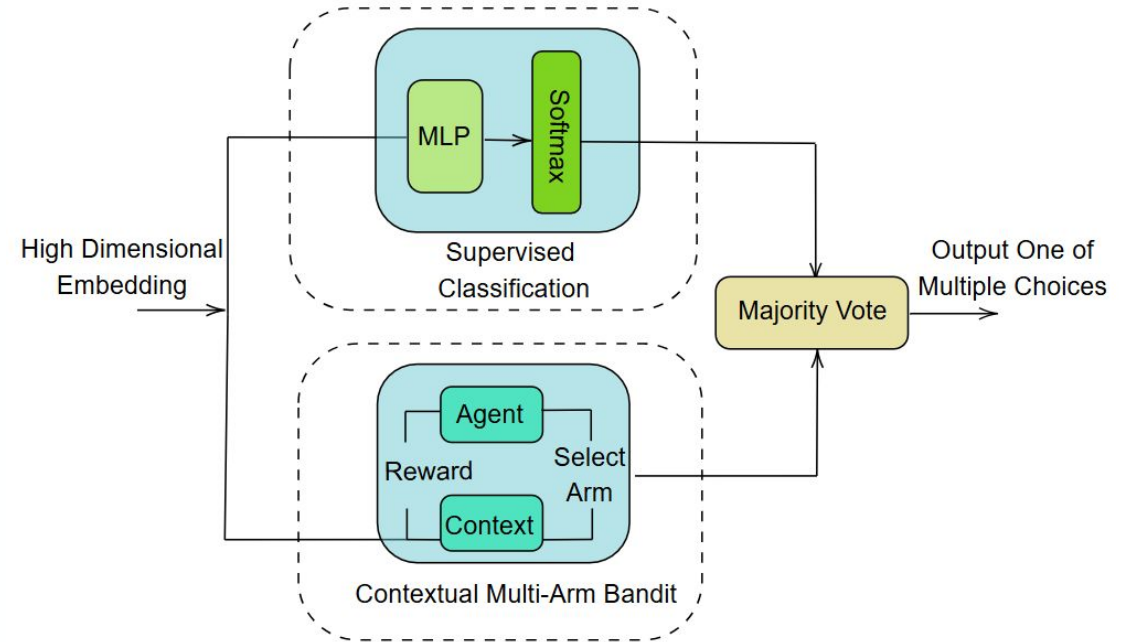 High Dimensional
Embedding
MLP
Softmax
Supervised
Classification
Agent
Reward
Select
Arm
Context
Contextual Multi-Arm Bandit
Majority Vote
Output One of
Multiple Choices